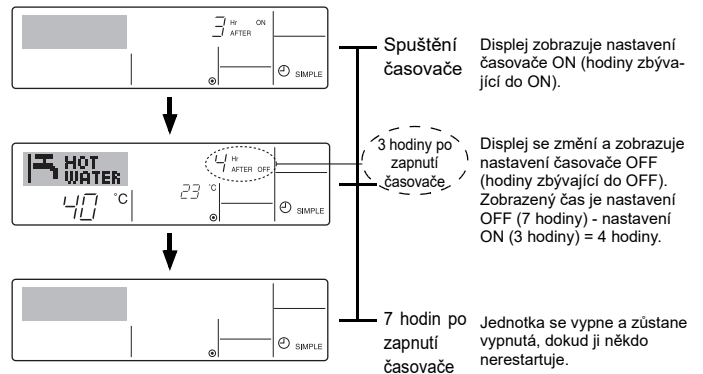 3 Hr ON
AFTER
SIMPLE
Spuštění
časovače
Displej zobrazuje nastavení
časovače ON (hodiny zbýva-
jící do ON).
HOT
WATER
40 °C
23 °C
4 Hr
AFTER OFF
SIMPLE
3 hodiny po
zapnutí
časovače
Displej se změní a zobrazuje
nastavení časovače OFF
(hodiny zbývající do OFF).
Zobrazený čas je nastavení
OFF (7 hodiny) - nastavení
ON (3 hodiny) = 4 hodiny.
SIMPLE
7 hodin po
zapnutí
časovače
Jednotka se vypne a zůstane
vypnutá, dokud ji někdo
nerestartuje.